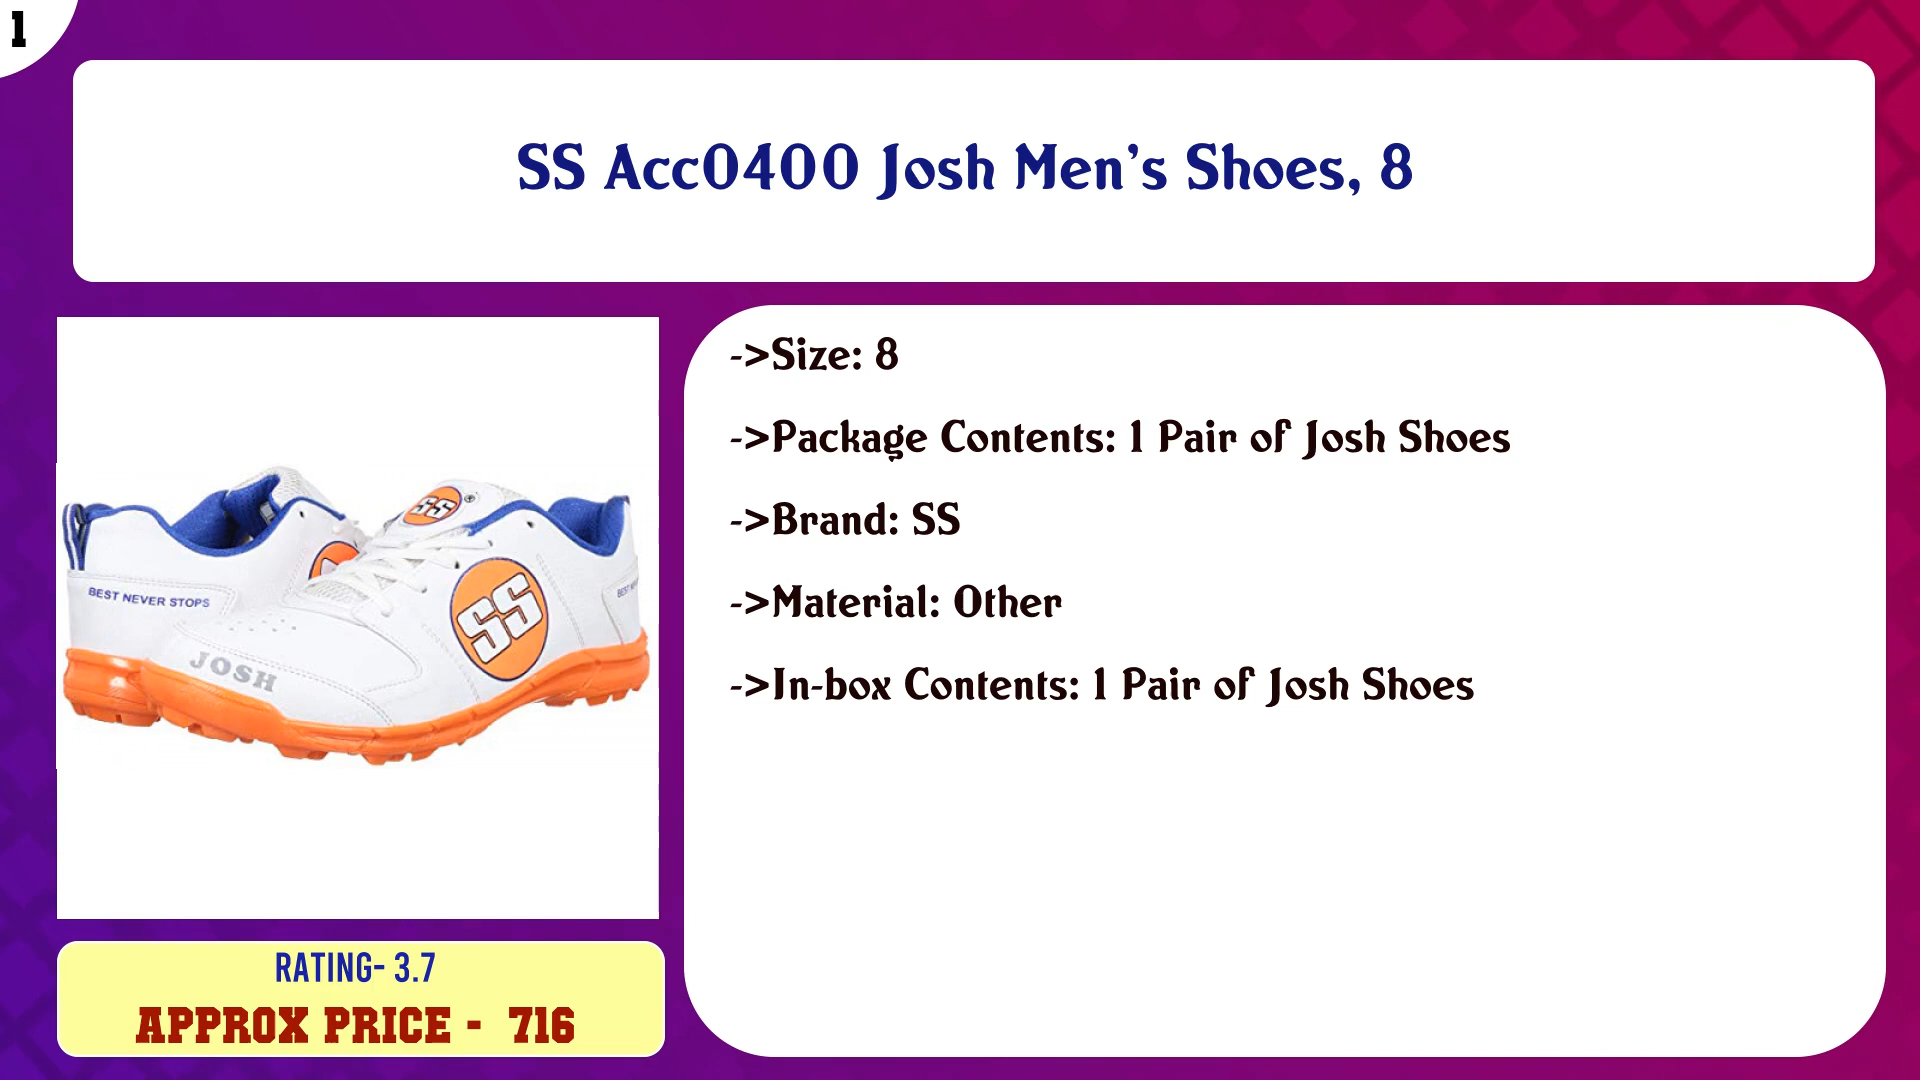 1
SS Acc0400 Josh Men's Shoes, 8
->Size: 8
->Package Contents: 1 Pair of Josh Shoes
->Brand: SS
->Material: Other
->In-box Contents: 1 Pair of Josh Shoes
SS
®
BEST NEVER STOPS
SS
JOSH
RATING- 3.7
APPROX PRICE - 716